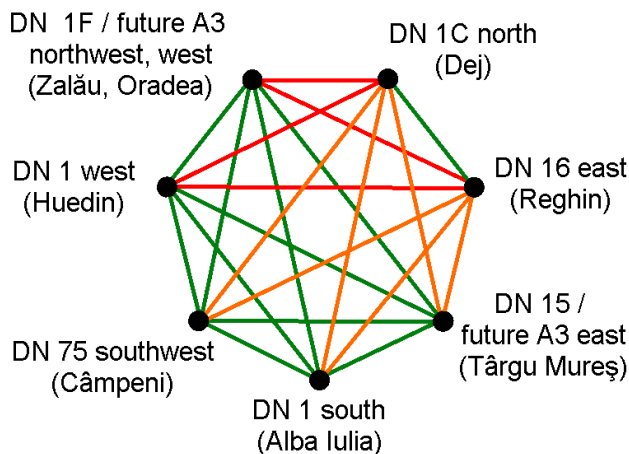 DN 1F / future A3
northwest, west
(Zalău, Oradea)
DN 1C north
(Dej)
DN 1 west
(Huedin)
DN 16 east
(Reghin)
DN 75 southwest
(Câmpeni)
DN 15 /
future A3 east
(Târgu Mureş)
DN 1 south
(Alba Iulia)